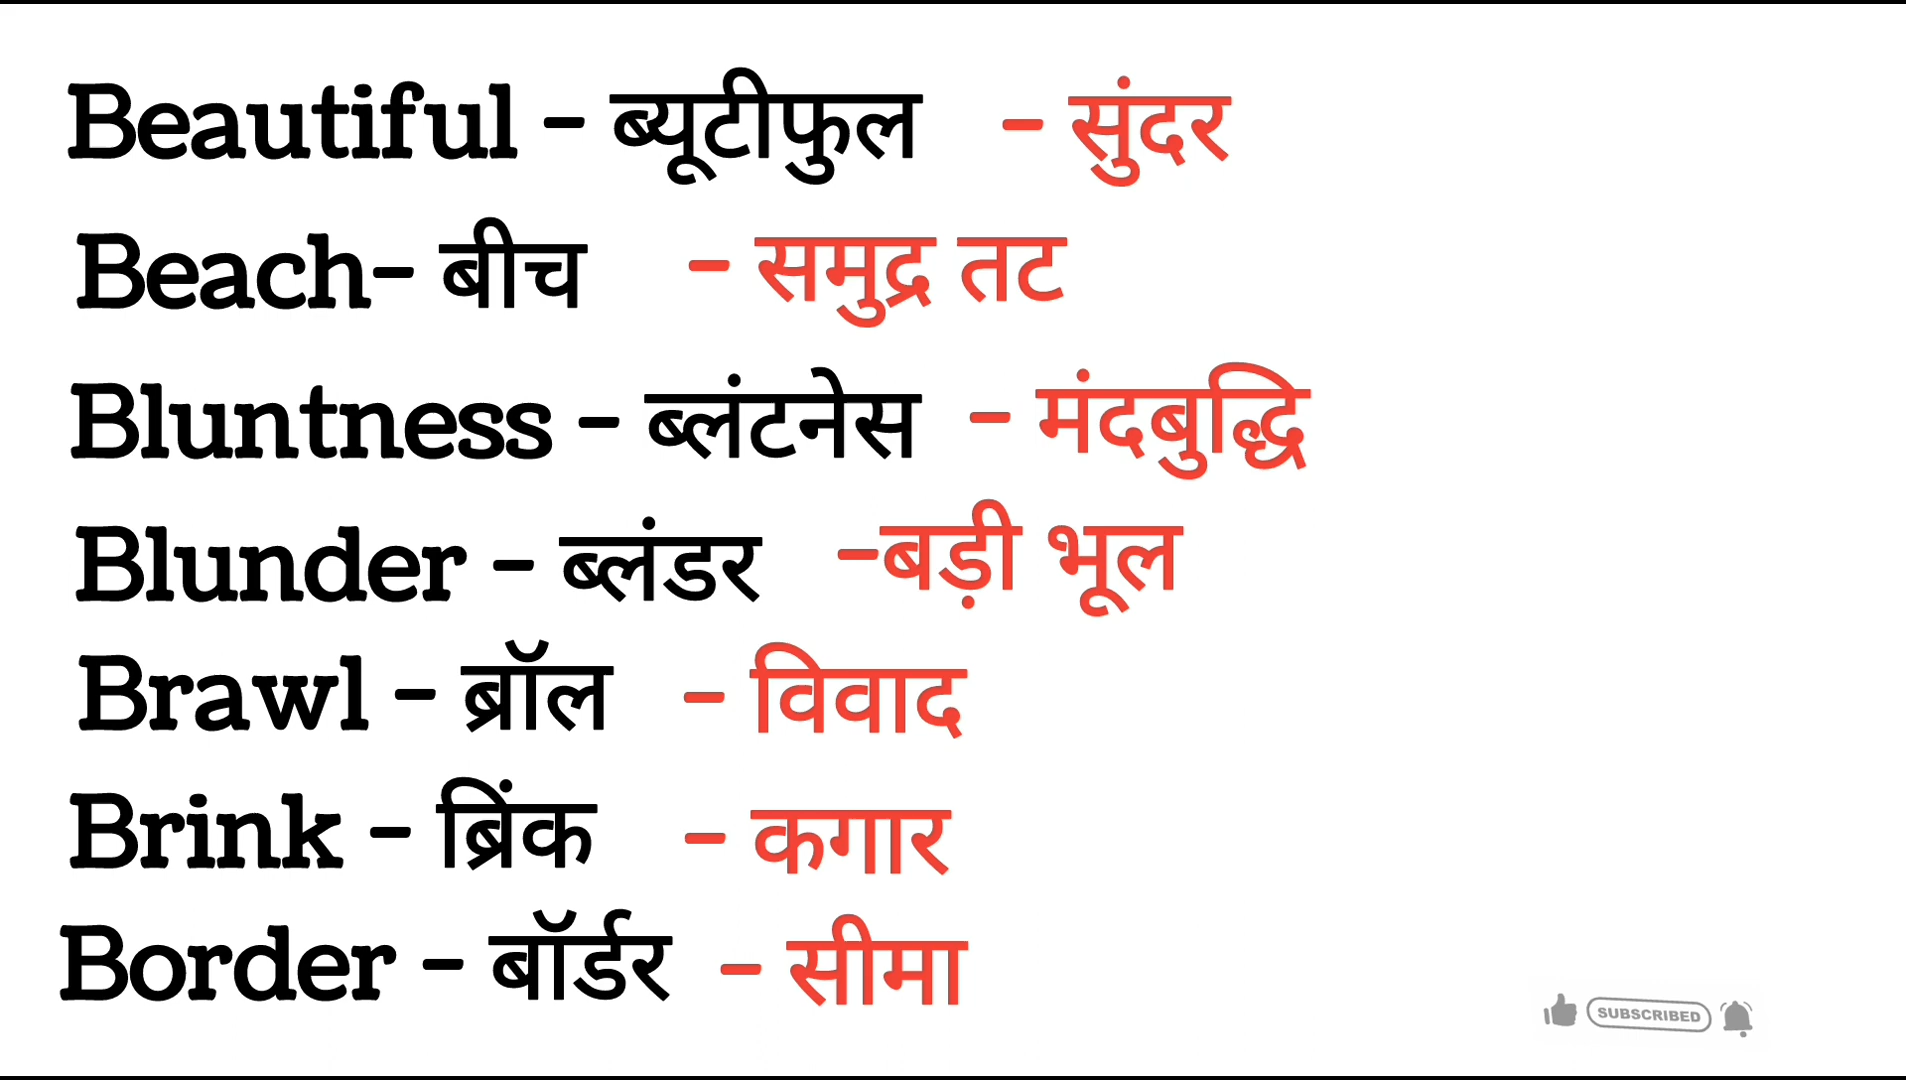 Beautiful - ब्यूटीफुल - सुंदर
Beach- बीच - समुद्र तट
Bluntness - ब्लंटनेस - मंदबुद्धि
Blunder - ब्लंडर -बड़ी भूल
Brawl - ब्रॉल - विवाद
Brink - ब्रिंक - कगार
Border - बॉर्डर - सीमा
SUBSCRIBED